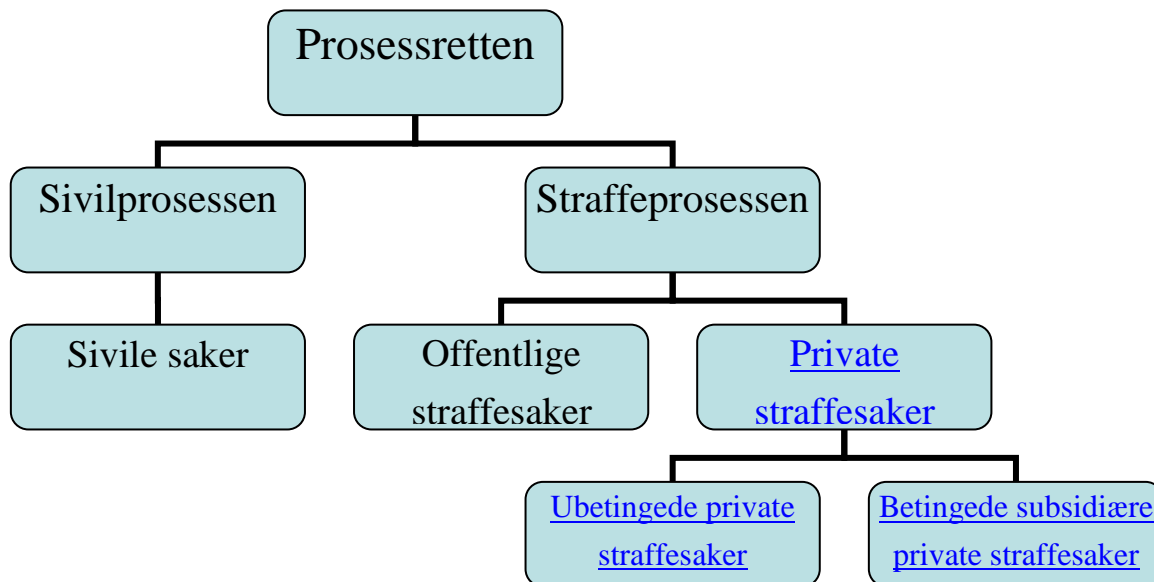 Prosessretten
Sivilprosessen
Straffeprosessen
Sivile saker
Offentlige
straffesaker
Private
straffesaker
Ubetingede private
straffesaker
Betingede subsidiære
private straffesaker